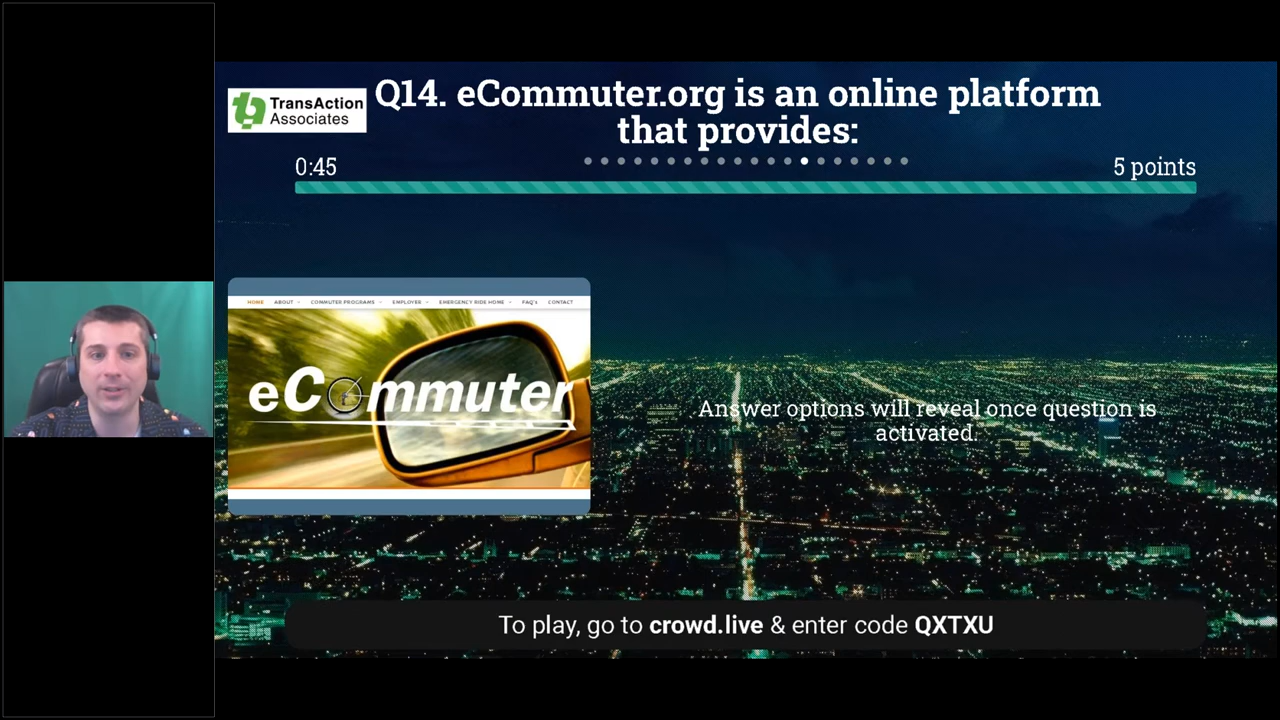 TransAction
Associates
Q14. eCommuter.org is an online platform
that provides:
0:45
5 points
HOME ABOUT COMMUTER PROGRAMS EMPLOYER EMERGENCY RIDE HOME FAQ's CONTACT
eCommuter
Answer options will reveal once question is
activated.
To play, go to crowd.live & enter code QXTXU